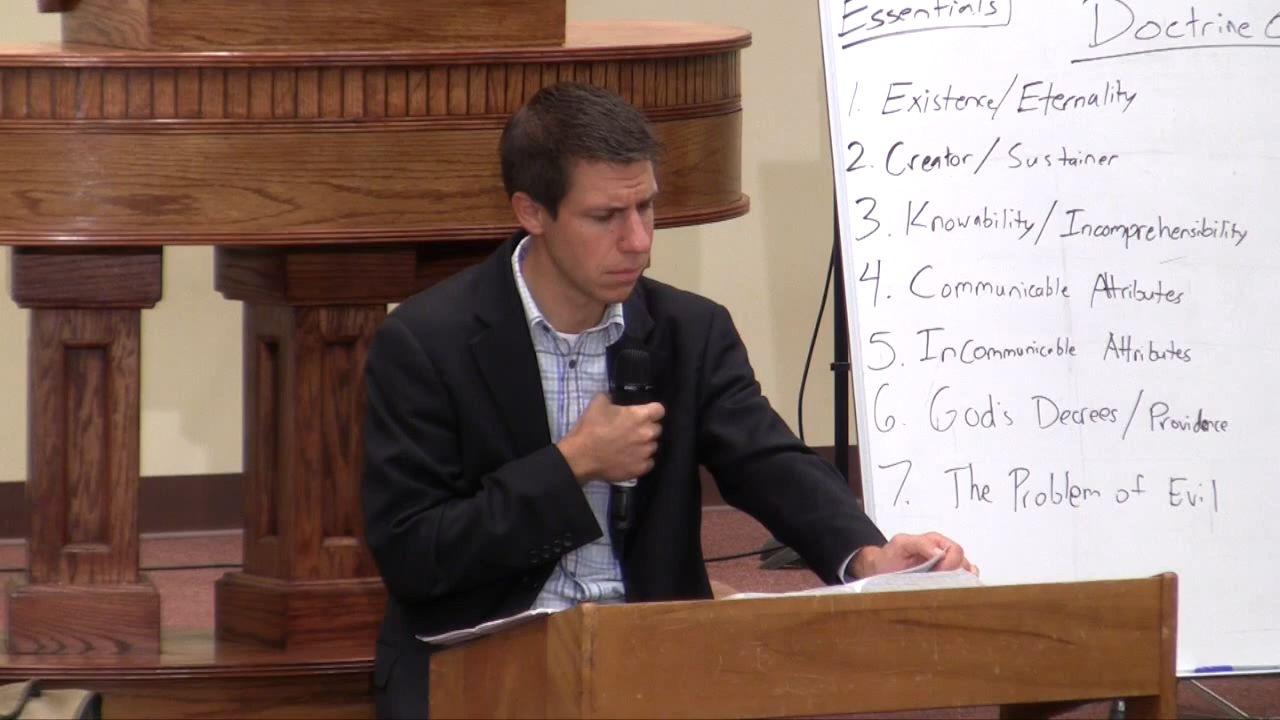 Essentials
Doctrine
1. Existence/Eternality
2. Creator/Sustainer
3. Knowability/Incomprehensibility
4. Communicable Attributes
5. Incommunicable Attributes
6. God's Decrees/Providence
7. The Problem of Evil